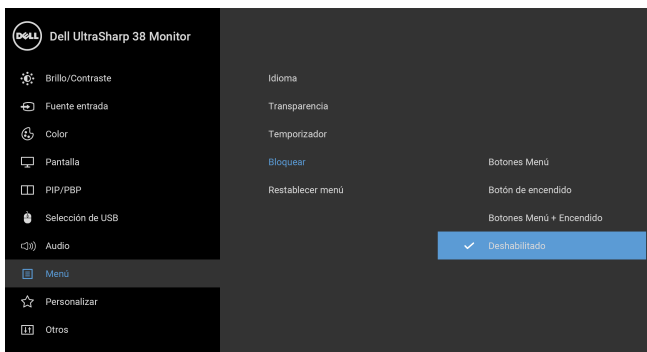 DELL Dell UltraSharp 38 Monitor
Brillo/Contraste
Fuente entrada
Color
Pantalla
PIP/PBP
Selección de USB
Audio
Menú
Personalizar
Otros
Idioma
Transparencia
Temporizador
Bloquear
Restablecer menú
Botones Menú
Botón de encendido
Botones Menú + Encendido
Deshabilitado